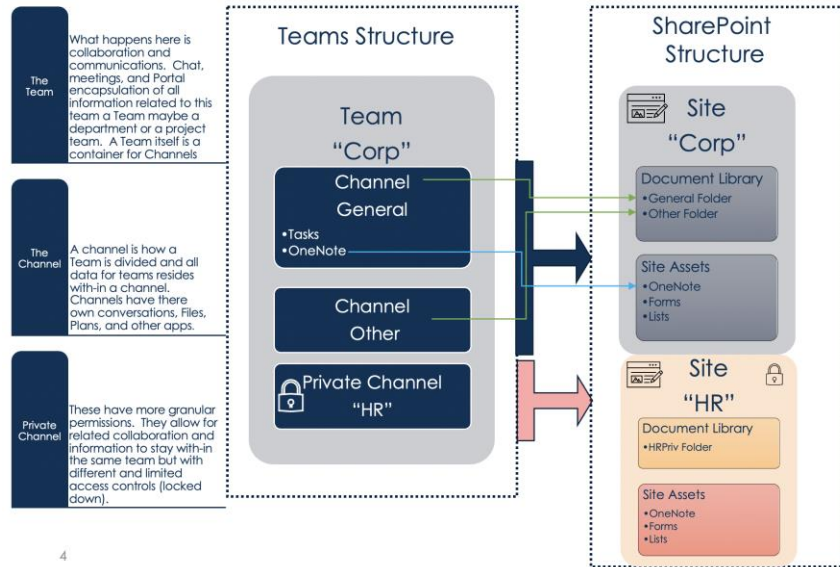 The
Team
What happens here is
collaboration and
communications. Chat,
meetings, and Portal
encapsulation of all
information related to this
team a Team maybe a
department or a project
team. A Team itself is a
container for Channels
The
Channel
A channel is how a
Team is divided and all
data for teams resides
with-in a channel.
Channels have there
own conversations, Files,
Plans, and other apps.
Private
Channel
These have more granular
permissions. They allow for
related collaboration and
information to stay with-in
the same team but with
different and limited
access controls (locked
down).
4
Teams Structure
Team
“Corp”
Channel
General
•Tasks
•OneNote
Channel
Other
Private Channel
“HR”
SharePoint
Structure
Site
“Corp”
Document Library
•General Folder
•Other Folder
Site Assets
•OneNote
•Forms
•Lists
Site
“HR”
Document Library
•HRPriv Folder
Site Assets
•OneNote
•Forms
•Lists